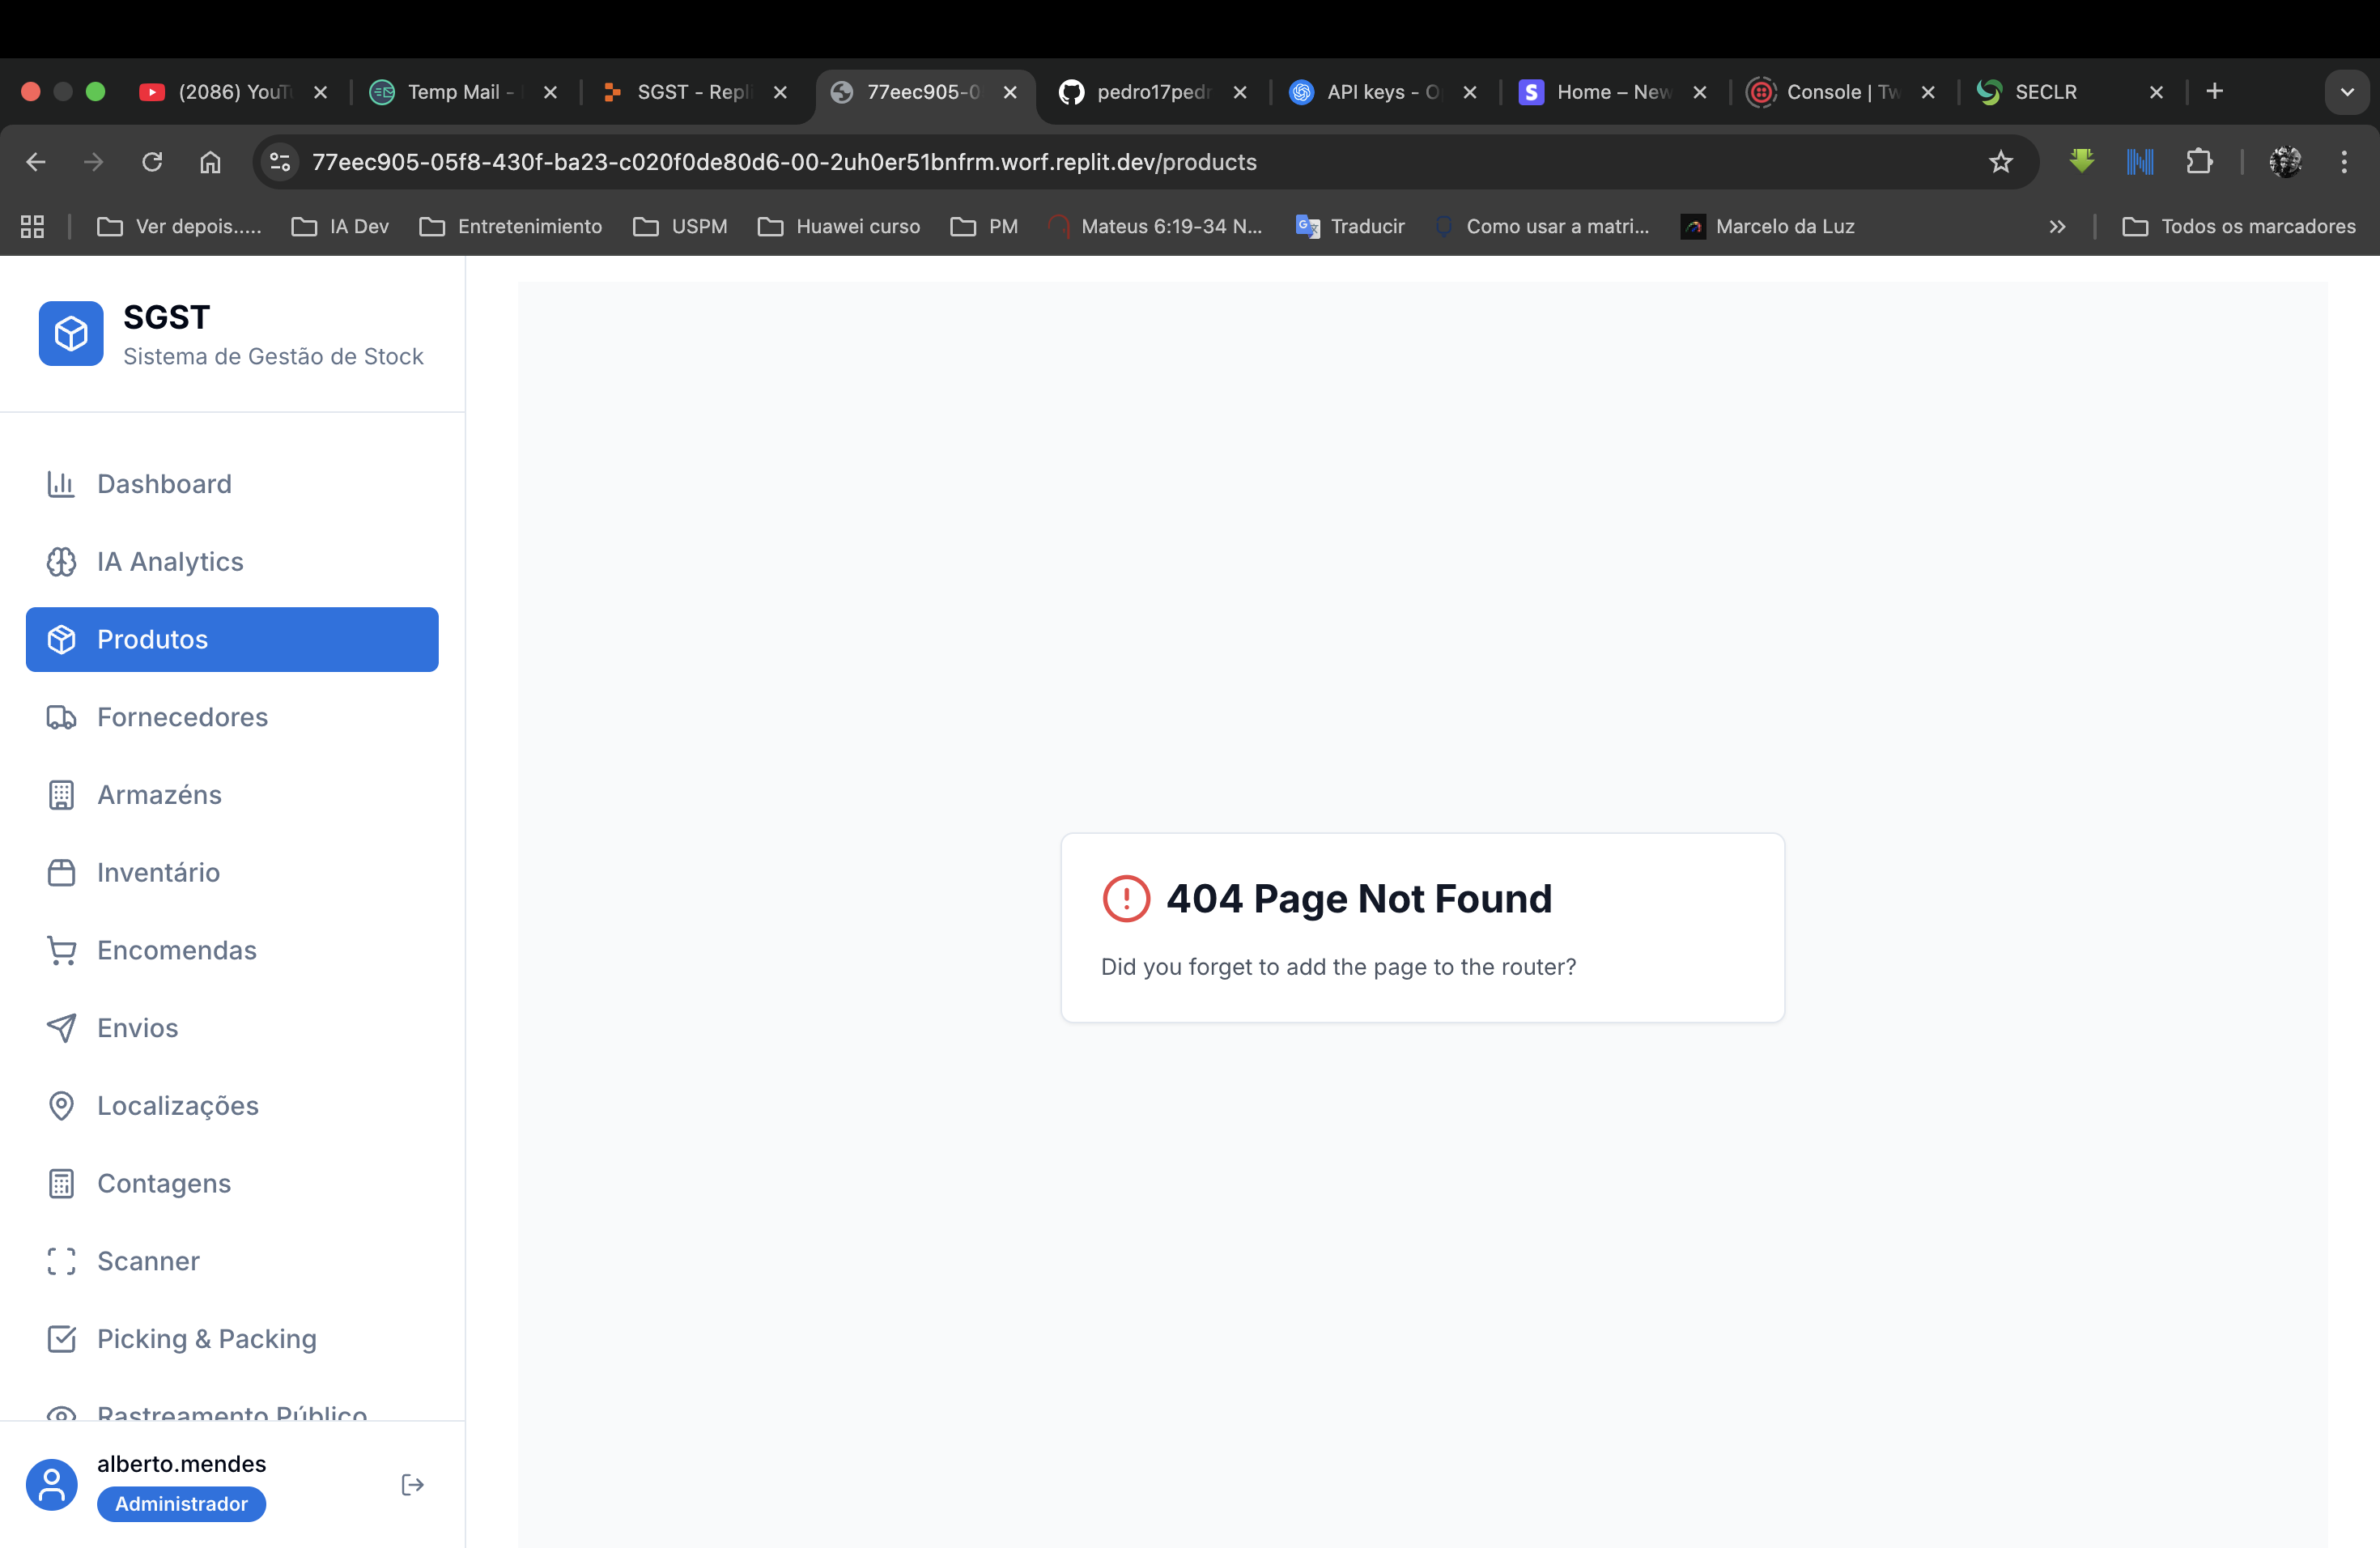 (2086) YouT
Temp Mail -
SGST - Repli
77eec905-0
pedro17pedr
API keys - O
Home – New
Console | Tw
SECLR
77eec905-05f8-430f-ba23-c020f0de80d6-00-2uh0er51bnfrm.worf.replit.dev/products
Ver depois.....
IA Dev
Entretenimiento
USPM
Huawei curso
PM
Mateus 6:19-34 N...
Traducir
Como usar a matri...
Marcelo da Luz
Todos os marcadores
SGST
Sistema de Gestão de Stock
Dashboard
IA Analytics
Produtos
Fornecedores
Armazéns
Inventário
Encomendas
Envios
Localizações
Contagens
Scanner
Picking & Packing
Rastreamento Público
alberto.mendes
Administrador
404 Page Not Found
Did you forget to add the page to the router?